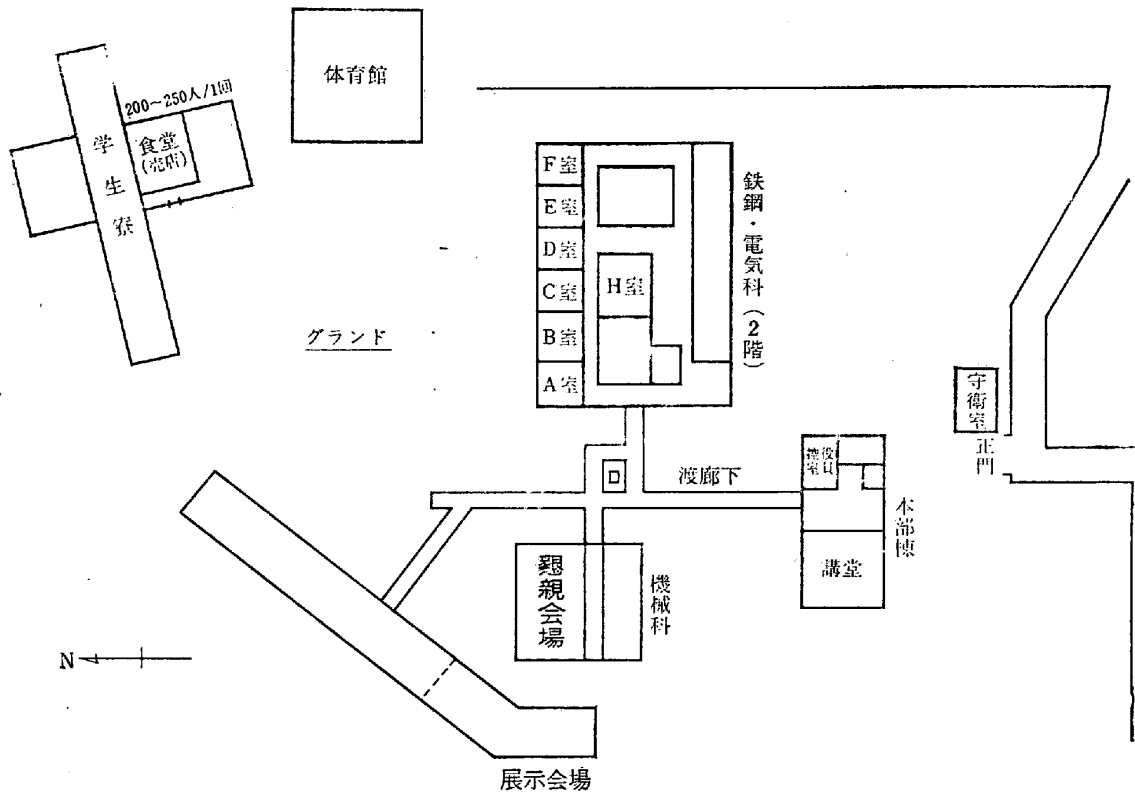 体育館
200~250人/1回
学生寮
食堂
(売店)
F室
E室
D室
C室
B室
A室
H室
鉄鋼・電気科(2階)
グランド
守衛室
正門
役員
控室
渡廊下
本部棟
講堂
懇親会場
機械科
N
展示会場